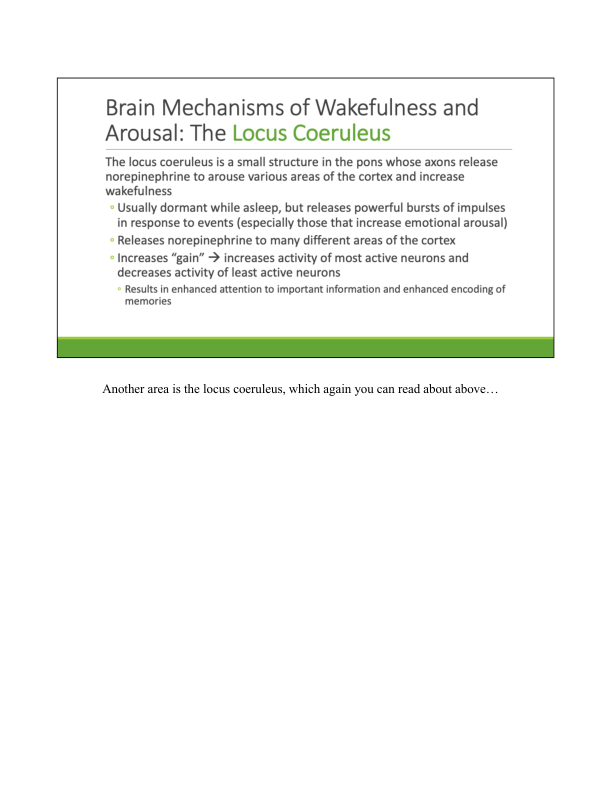 Brain Mechanisms of Wakefulness and
Arousal: The Locus Coeruleus
The locus coeruleus is a small structure in the pons whose axons release
norepinephrine to arouse various areas of the cortex and increase
wakefulness
◦ Usually dormant while asleep, but releases powerful bursts of impulses
in response to events (especially those that increase emotional arousal)
◦ Releases norepinephrine to many different areas of the cortex
◦ Increases “gain” → increases activity of most active neurons and
decreases activity of least active neurons
◦ Results in enhanced attention to important information and enhanced encoding of
memories
Another area is the locus coeruleus, which again you can read about above…